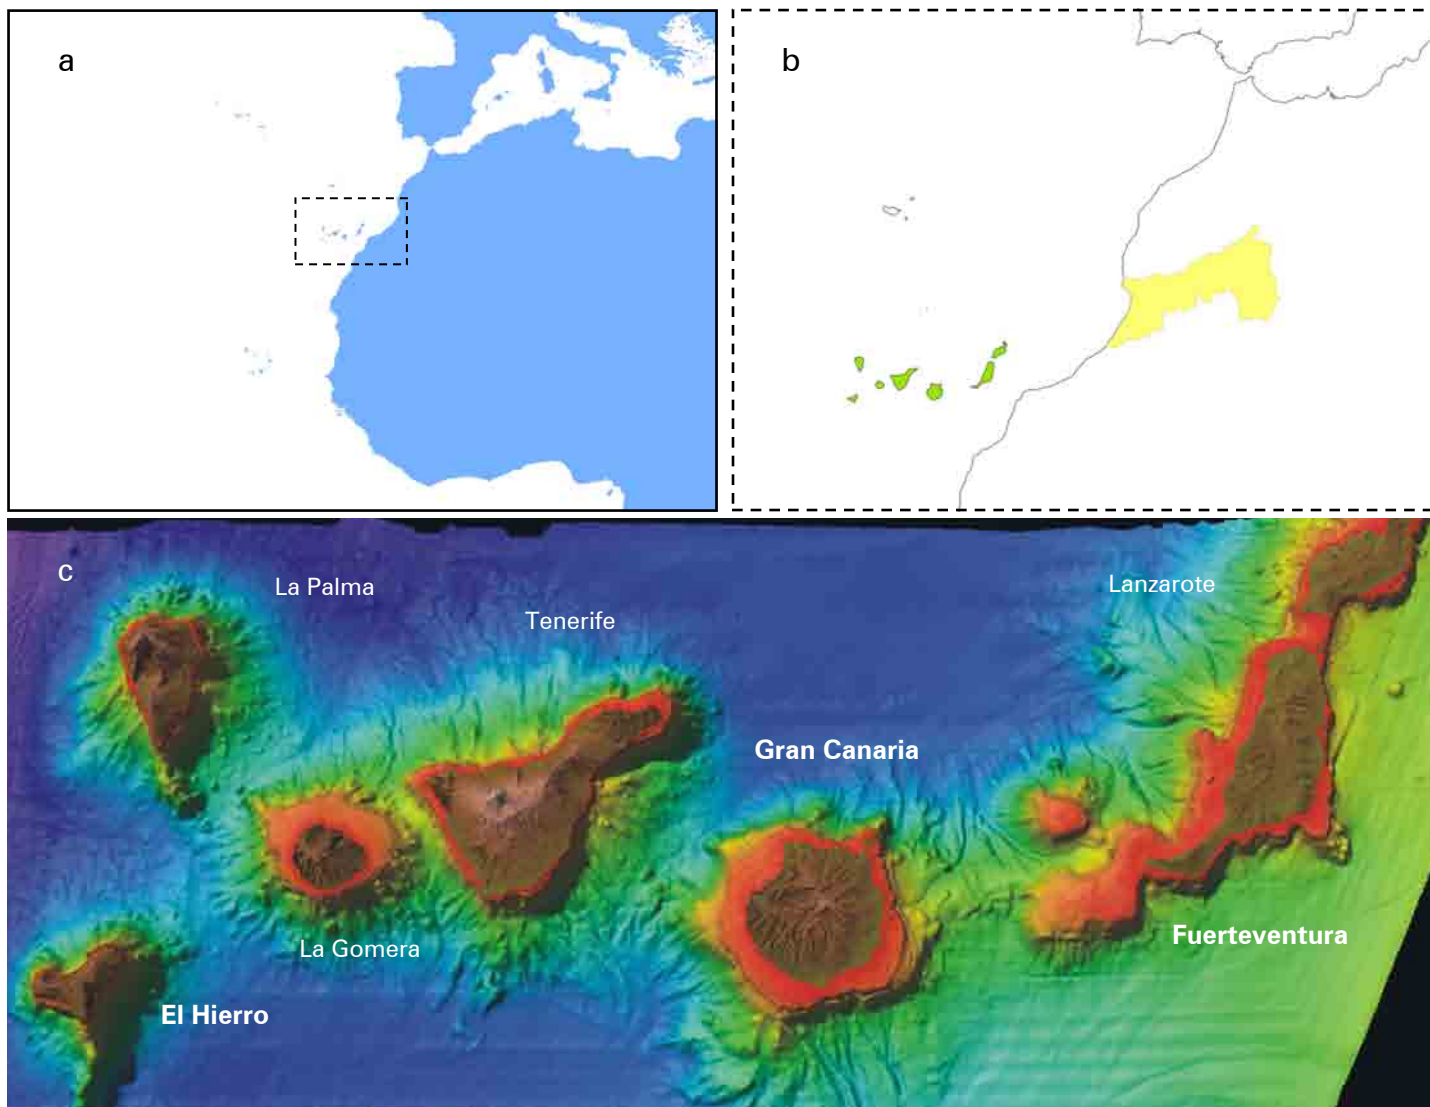 a
b
c
La Palma
Lanzarote
Tenerife
Gran Canaria
Fuerteventura
La Gomera
El Hierro